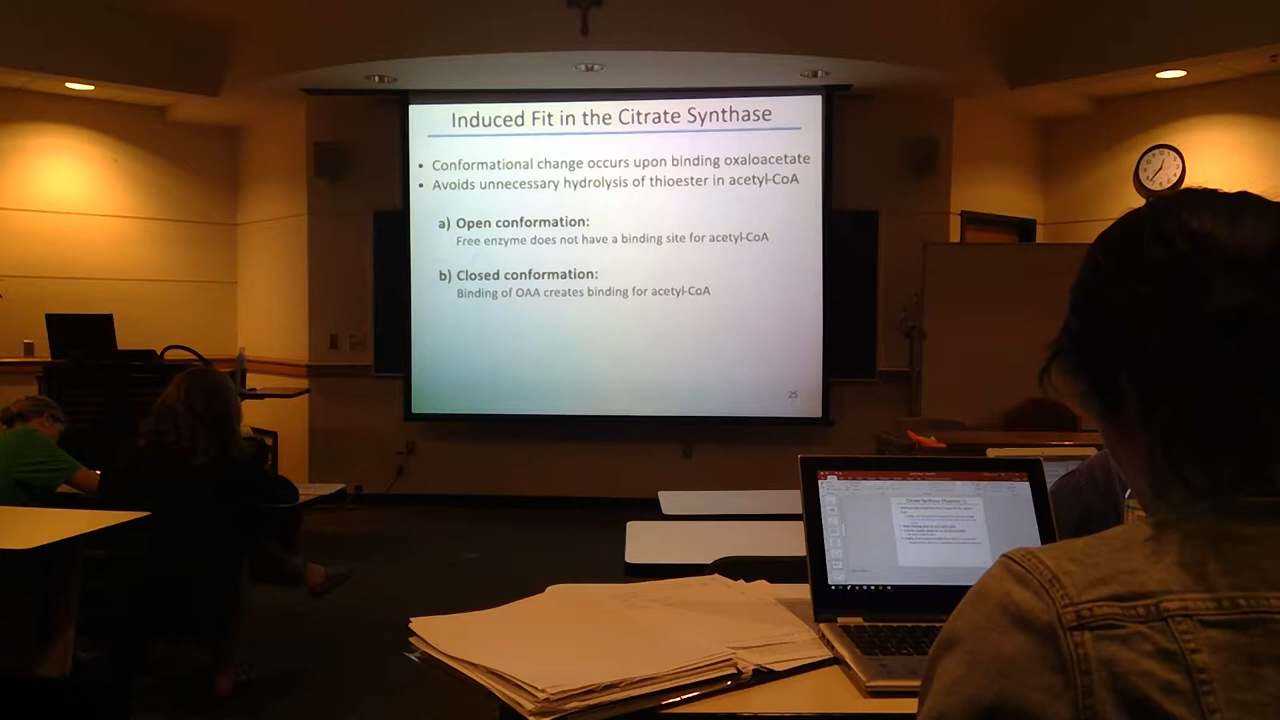 Induced Fit in the Citrate Synthase
• Conformational change occurs upon binding oxaloacetate
• Avoids unnecessary hydrolysis of thioester in acetyl-CoA
a) Open conformation:
Free enzyme does not have a binding site for acetyl-CoA
b) Closed conformation:
Binding of OAA creates binding for acetyl-CoA
25